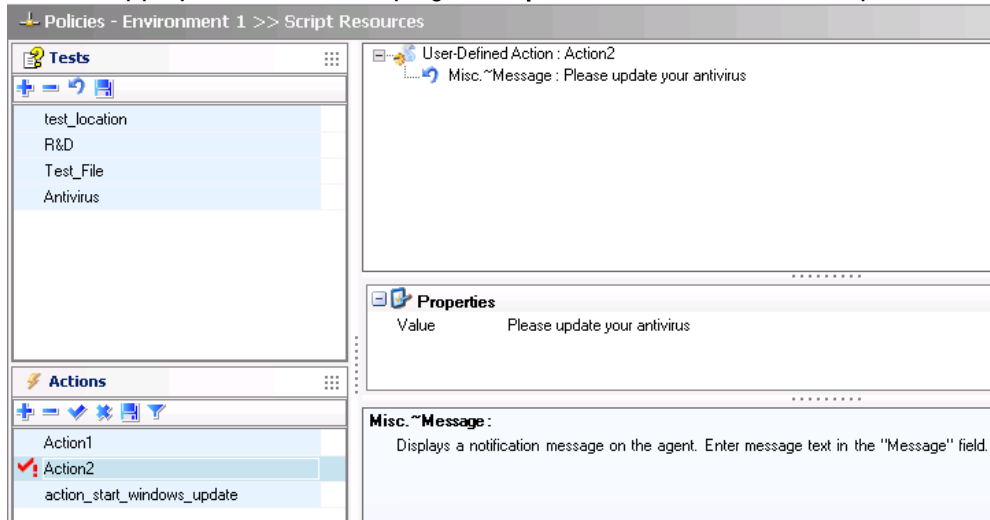 Policies - Environment 1 >> Script Resources
Tests
test_location
R&D
Test_File
Antivirus
User-Defined Action : Action2
Misc.~Message : Please update your antivirus
Properties
Value Please update your antivirus
Actions
Action1
Action2
action_start_windows_update
Misc.~Message :
Displays a notification message on the agent. Enter message text in the "Message" field.